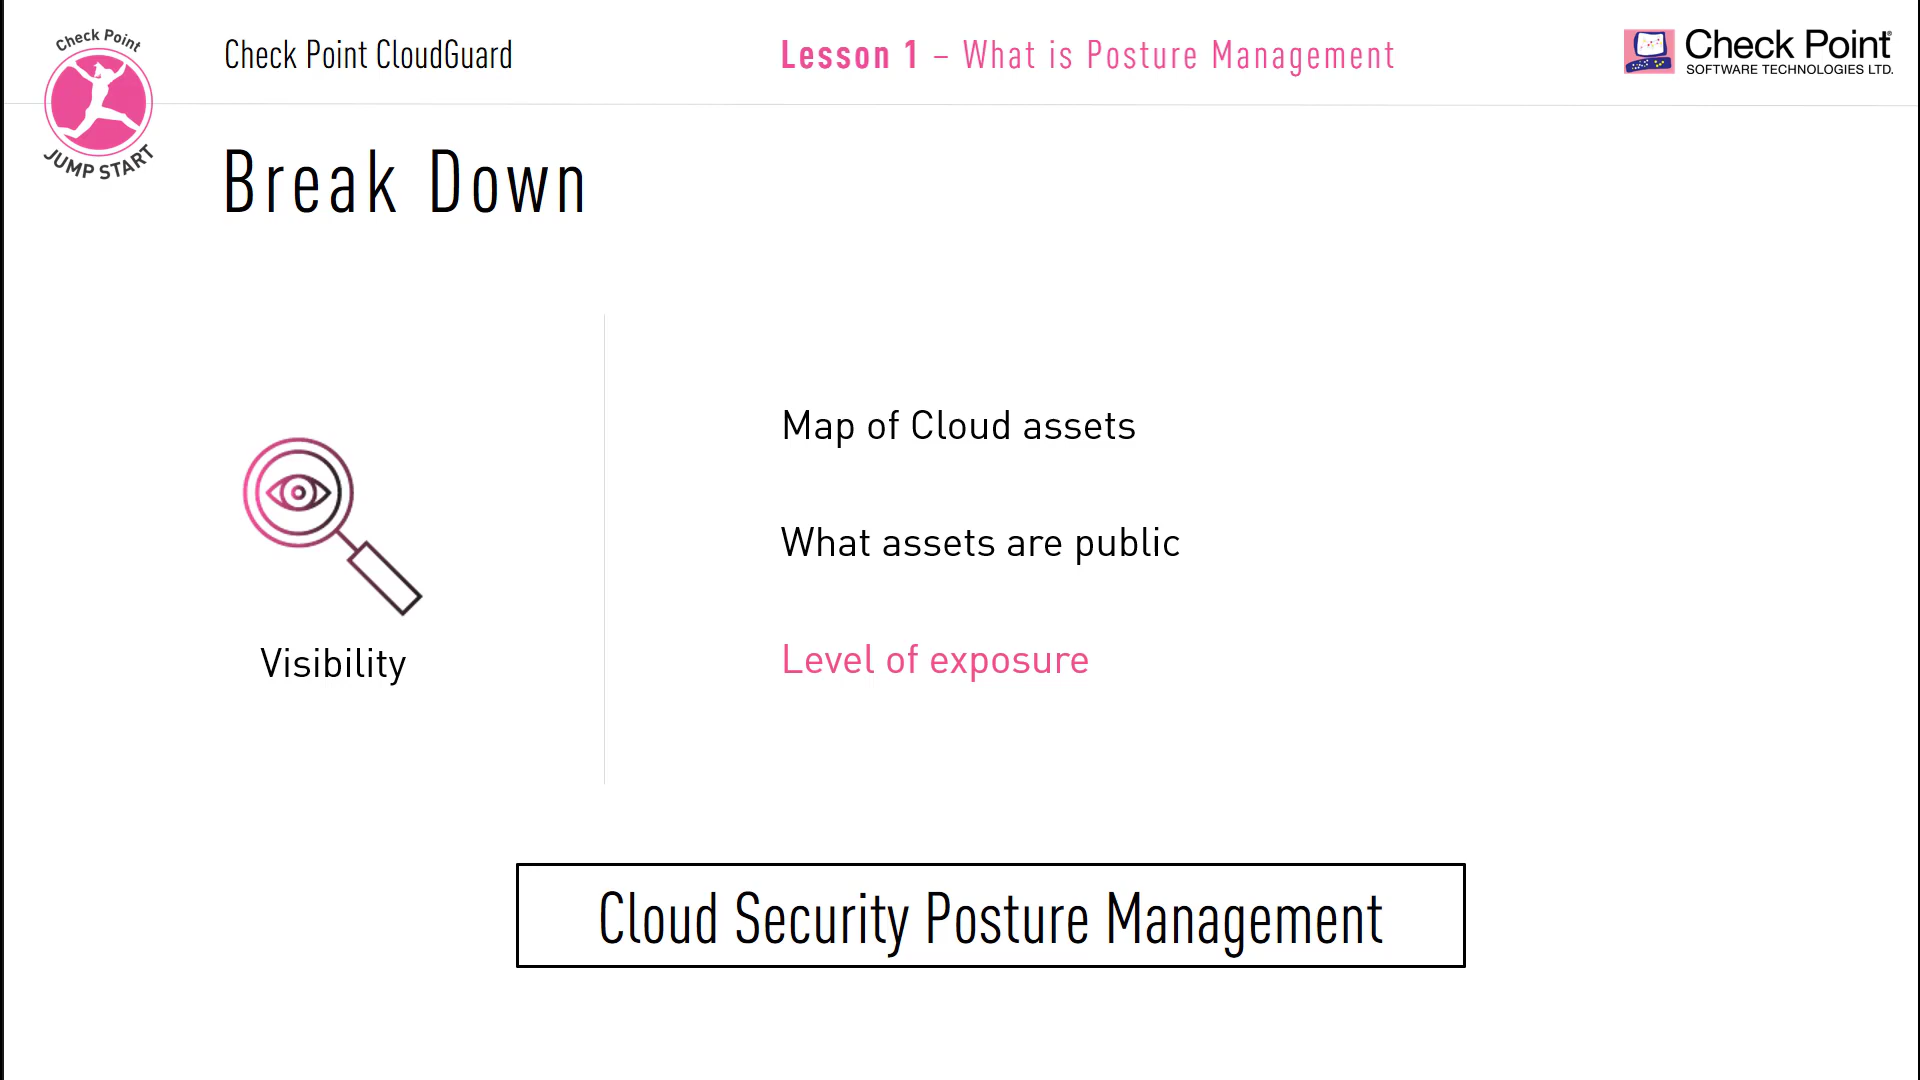 Check Point
JUMP START
Check Point CloudGuard
Lesson 1 – What is Posture Management
Check Point®
SOFTWARE TECHNOLOGIES LTD.
Break Down
Visibility
Map of Cloud assets
What assets are public
Level of exposure
Cloud Security Posture Management